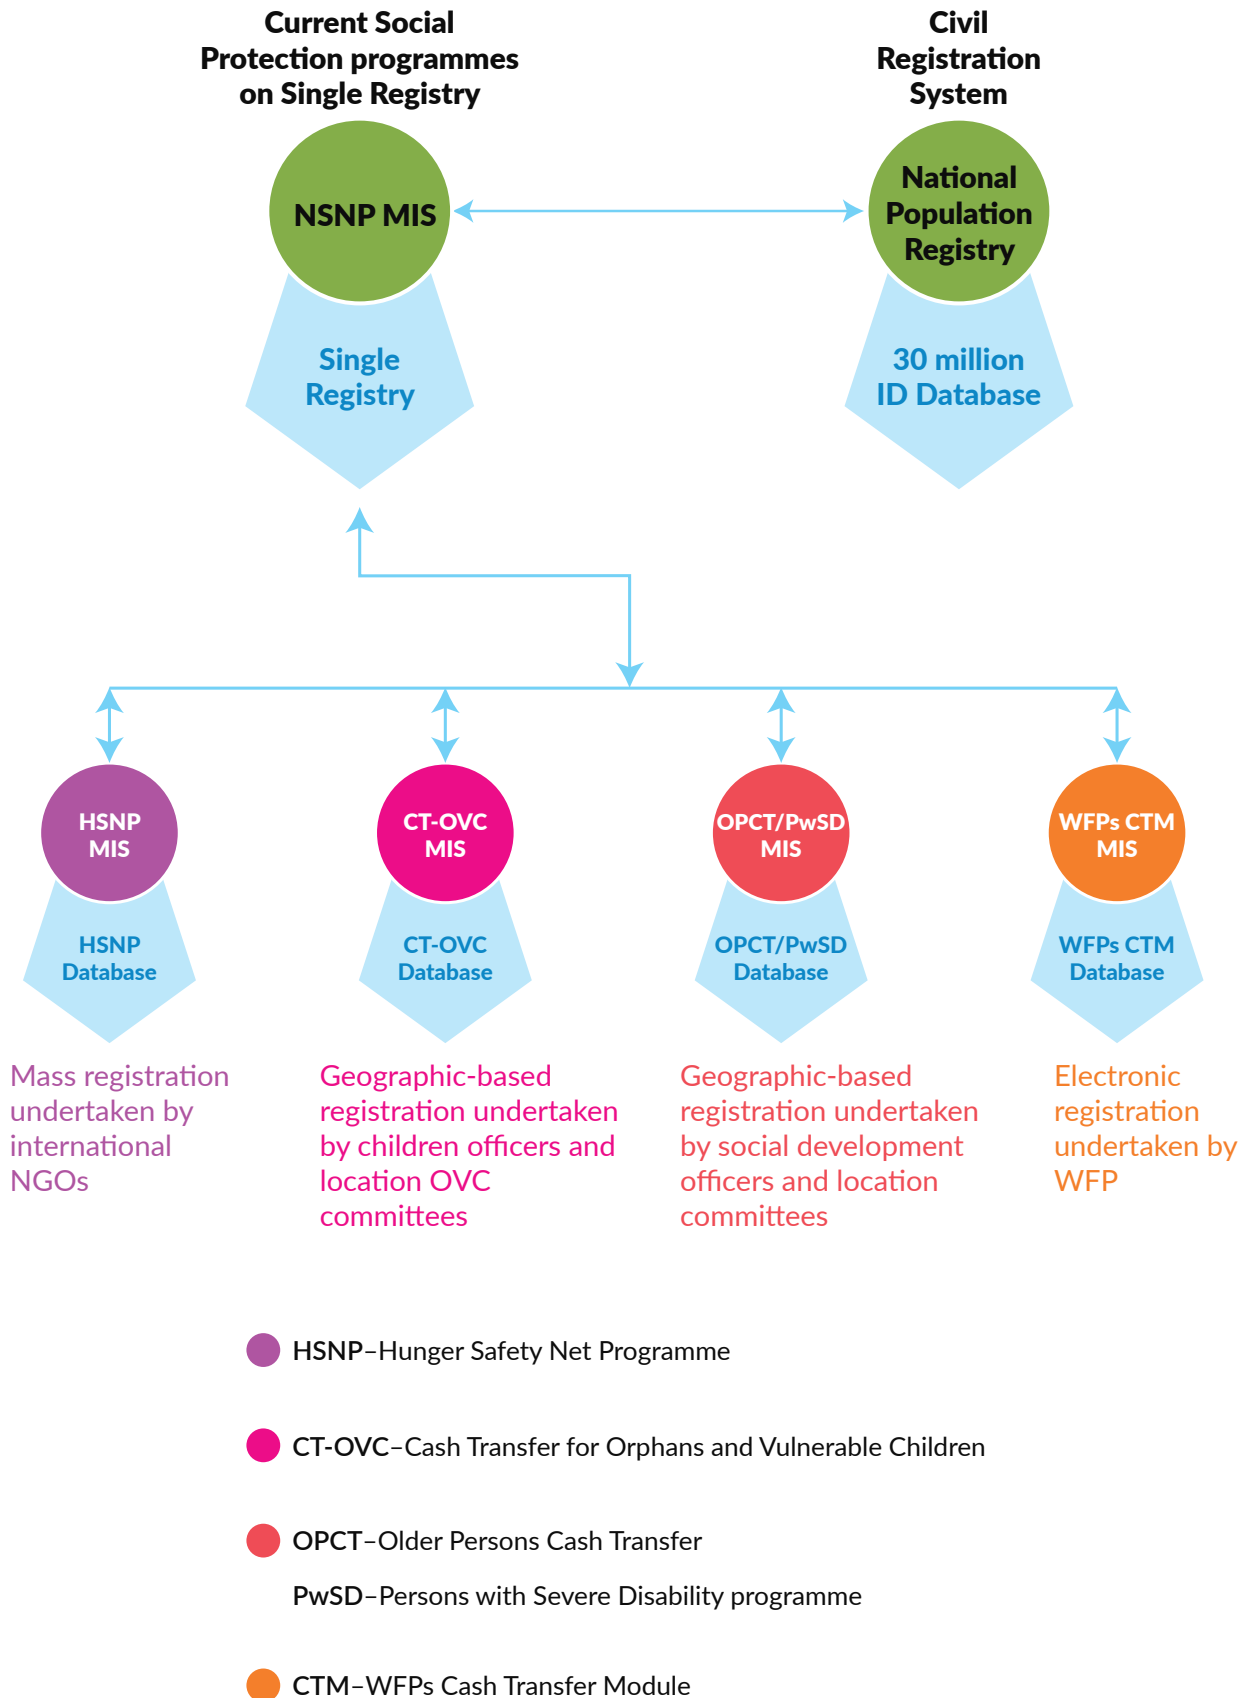 Current Social
Protection programmes
on Single Registry
Civil
Registration
System
NSNP MIS
National
Population
Registry
Single
Registry
30 million
ID Database
HSNP
MIS
CT-OVC
MIS
OPCT/PwSD
MIS
WFPs CTM
MIS
HSNP
Database
CT-OVC
Database
OPCT/PwSD
Database
WFPs CTM
Database
Mass registration
undertaken by
international
NGOs
Geographic-based
registration undertaken
by children officers and
location OVC
committees
Geographic-based
registration undertaken
by social development
officers and location
committees
Electronic
registration
undertaken by
WFP
HSNP–Hunger Safety Net Programme
CT-OVC–Cash Transfer for Orphans and Vulnerable Children
OPCT–Older Persons Cash Transfer
PwSD–Persons with Severe Disability programme
CTM–WFPs Cash Transfer Module